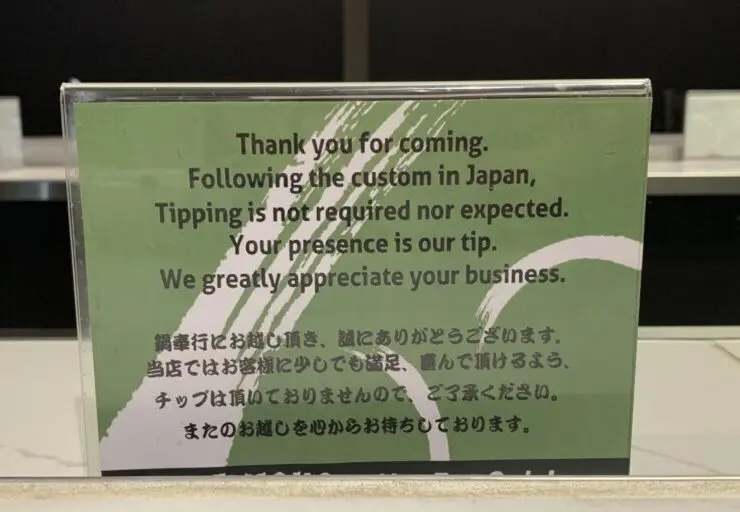 Thank you for coming.
Following the custom in Japan,
Tipping is not required nor expected.
Your presence is our tip.
We greatly appreciate your business.
鍋奉行にお越し頂き、誠にありがとうございます。
当店ではお客様に少しでも満足、喜んで頂けるよう、
チップは頂いておりませんので、ご了承ください。
またのお越しを心からお待ちしております。